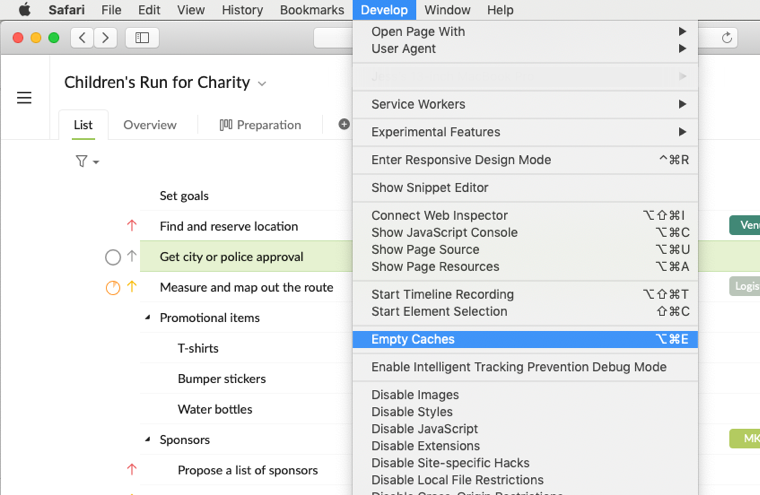 Safari File Edit View History Bookmarks Develop Window Help
Open Page With
User Agent
Children's Run for Charity
Service Workers
List Overview Preparation
Experimental Features
Enter Responsive Design Mode ^⌘R
Show Snippet Editor
Set goals
Connect Web Inspector ⌥⇧⌘I
Find and reserve location
Show JavaScript Console ⌥⌘C
Show Page Source ⌥⌘U
Get city or police approval
Show Page Resources ⌥⌘A
Measure and map out the route
Start Timeline Recording ⌥⇧⌘T
Start Element Selection ⇧⌘C
Promotional items
Empty Caches ⌥⌘E
T-shirts
Enable Intelligent Tracking Prevention Debug Mode
Bumper stickers
Disable Images
Disable Styles
Water bottles
Disable JavaScript
Sponsors
MK
Disable Extensions
Disable Site-specific Hacks
Propose a list of sponsors
Disable Local File Restrictions